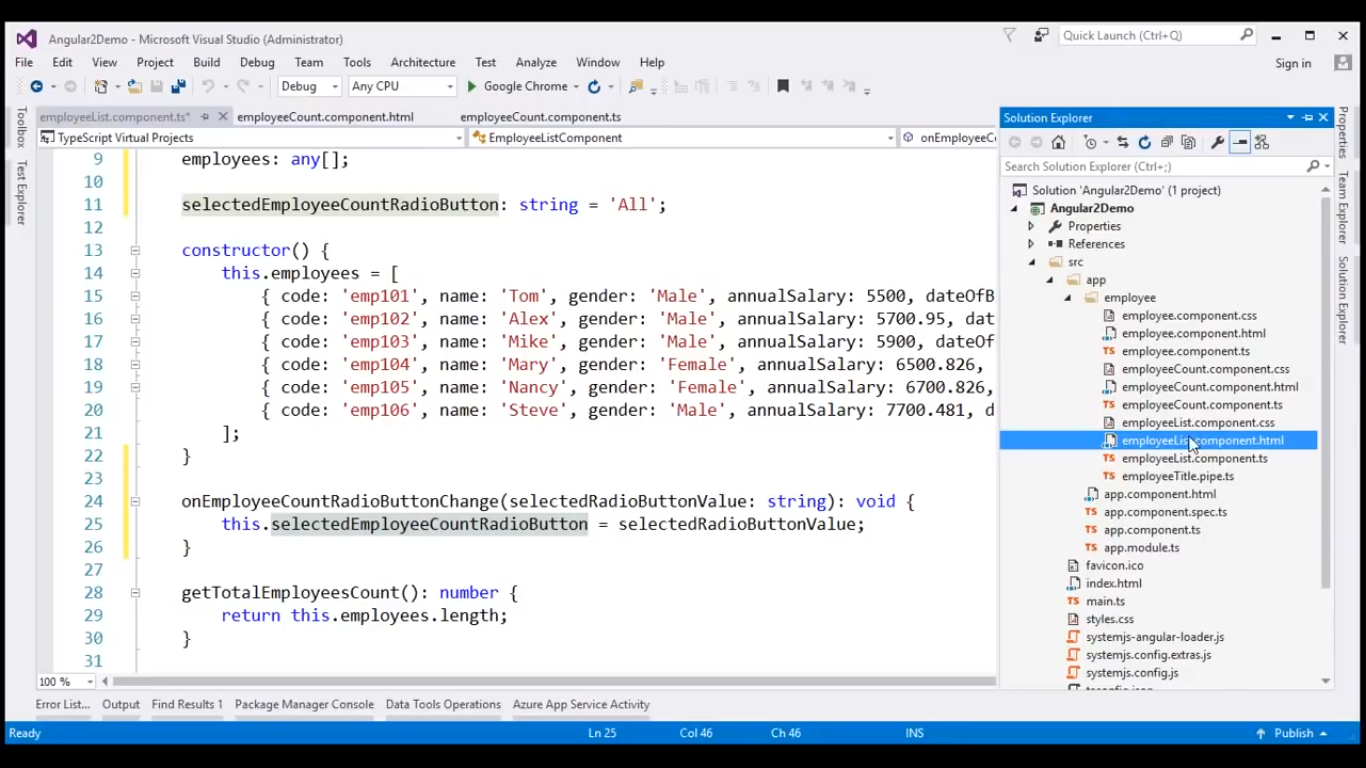 Angular2Demo - Microsoft Visual Studio (Administrator)
Quick Launch (Ctrl+Q)
File Edit View Project Build Debug Team Tools Architecture Test Analyze Window Help
Sign in
Debug Any CPU Google Chrome
employeeList.component.ts* employeeCount.component.html employeeCount.component.ts
TypeScript Virtual Projects EmployeeListComponent onEmployeeCo
Toolbox
Test Explorer
9 employees: any[];
10
11 selectedEmployeeCountRadioButton: string = 'All';
12
13 constructor() {
14 this.employees = [
15 { code: 'emp101', name: 'Tom', gender: 'Male', annualSalary: 5500, dateOfB
16 { code: 'emp102', name: 'Alex', gender: 'Male', annualSalary: 5700.95, dat
17 { code: 'emp103', name: 'Mike', gender: 'Male', annualSalary: 5900, dateOf
18 { code: 'emp104', name: 'Mary', gender: 'Female', annualSalary: 6500.826,
19 { code: 'emp105', name: 'Nancy', gender: 'Female', annualSalary: 6700.826,
20 { code: 'emp106', name: 'Steve', gender: 'Male', annualSalary: 7700.481, d
21 ];
22 }
23
24 onEmployeeCountRadioButtonChange(selectedRadioButtonValue: string): void {
25 this.selectedEmployeeCountRadioButton = selectedRadioButtonValue;
26 }
27
28 getTotalEmployeesCount(): number {
29 return this.employees.length;
30 }
31
100 %
Solution Explorer
Search Solution Explorer (Ctrl+;)
Solution 'Angular2Demo' (1 project)
Angular2Demo
Properties
References
src
app
employee
employee.component.css
employee.component.html
TS employee.component.ts
employeeCount.component.css
employeeCount.component.html
TS employeeCount.component.ts
employeeList.component.css
employeeList.component.html
TS employeeList.component.ts
TS employeeTitle.pipe.ts
app.component.html
TS app.component.spec.ts
TS app.component.ts
TS app.module.ts
favicon.ico
index.html
TS main.ts
styles.css
systemjs-angular-loader.js
systemjs.config.extras.js
systemjs.config.js
Properties
Team Explorer
Solution Explorer
Error List... Output Find Results 1 Package Manager Console Data Tools Operations Azure App Service Activity
Ready Ln 25 Col 46 Ch 46 INS Publish